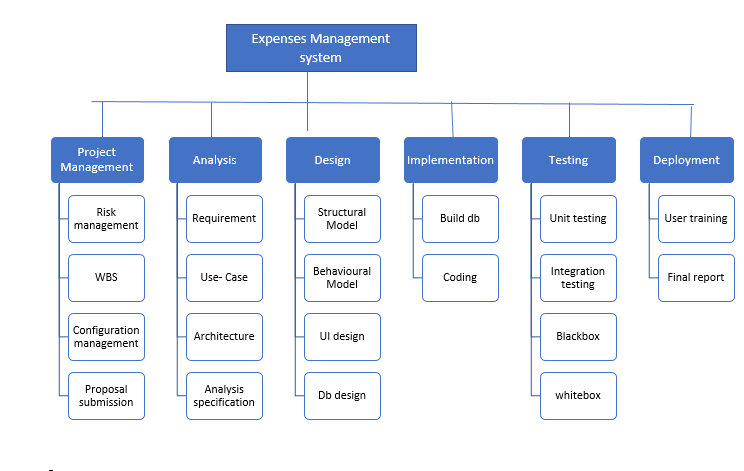 Expenses Management
system
Project
Management
Analysis
Design
Implementation
Testing
Deployment
Risk
management
WBS
Configuration
management
Proposal
submission
Requirement
Use- Case
Architecture
Analysis
specification
Structural
Model
Behavioural
Model
UI design
Db design
Build db
Coding
Unit testing
Integration
testing
Blackbox
whitebox
User training
Final report